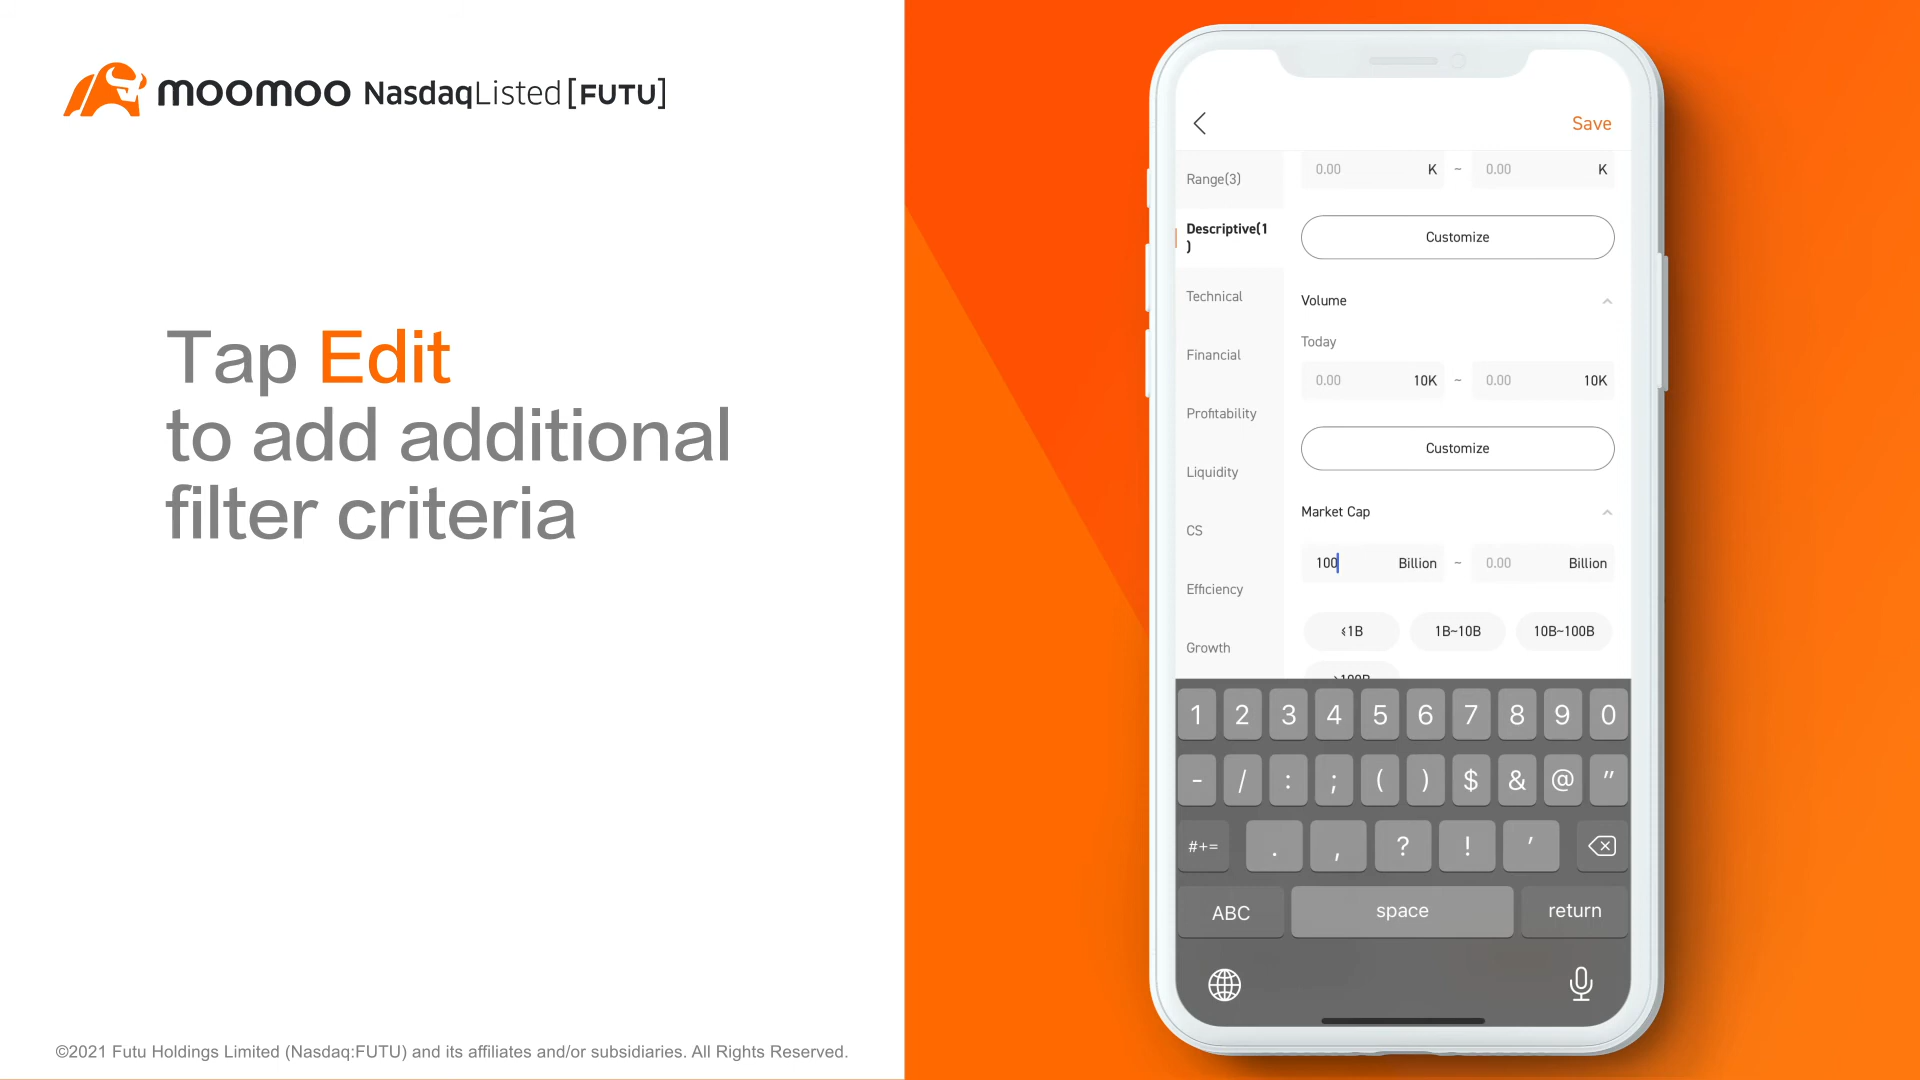 moomoo NasdaqListed [FUTU]
Tap Edit
to add additional
filter criteria
©2021 Futu Holdings Limited (Nasdaq:FUTU) and its affiliates and/or subsidiaries. All Rights Reserved.
Save
Range(3)
Descriptive(1
)
Technical
Financial
Profitability
Liquidity
CS
Efficiency
Growth
0.00 K ~ 0.00 K
Customize
Volume
Today
0.00 10K ~ 0.00 10K
Customize
Market Cap
100 Billion ~ 0.00 Billion
≤1B 1B~10B 10B~100B
1 2 3 4 5 6 7 8 9 0
- / : ; ( ) $ & @ "
#+= . , ? ! '
ABC space return